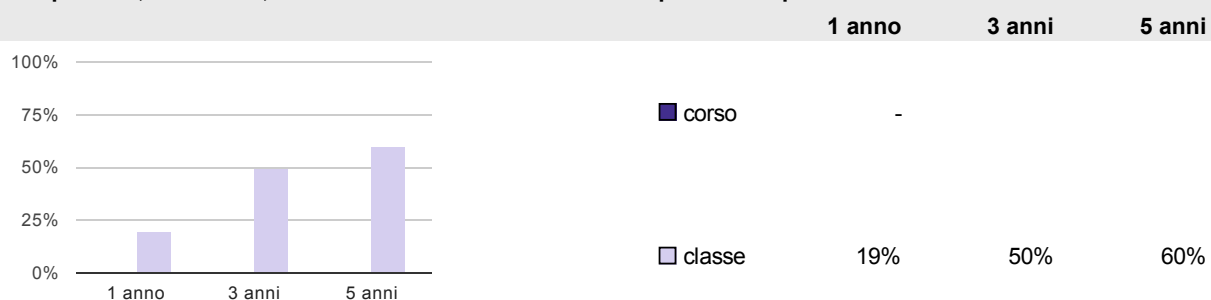 1 anno 3 anni 5 anni
100%
75%
50%
25%
0%
1 anno 3 anni 5 anni
corso -
classe 19% 50% 60%